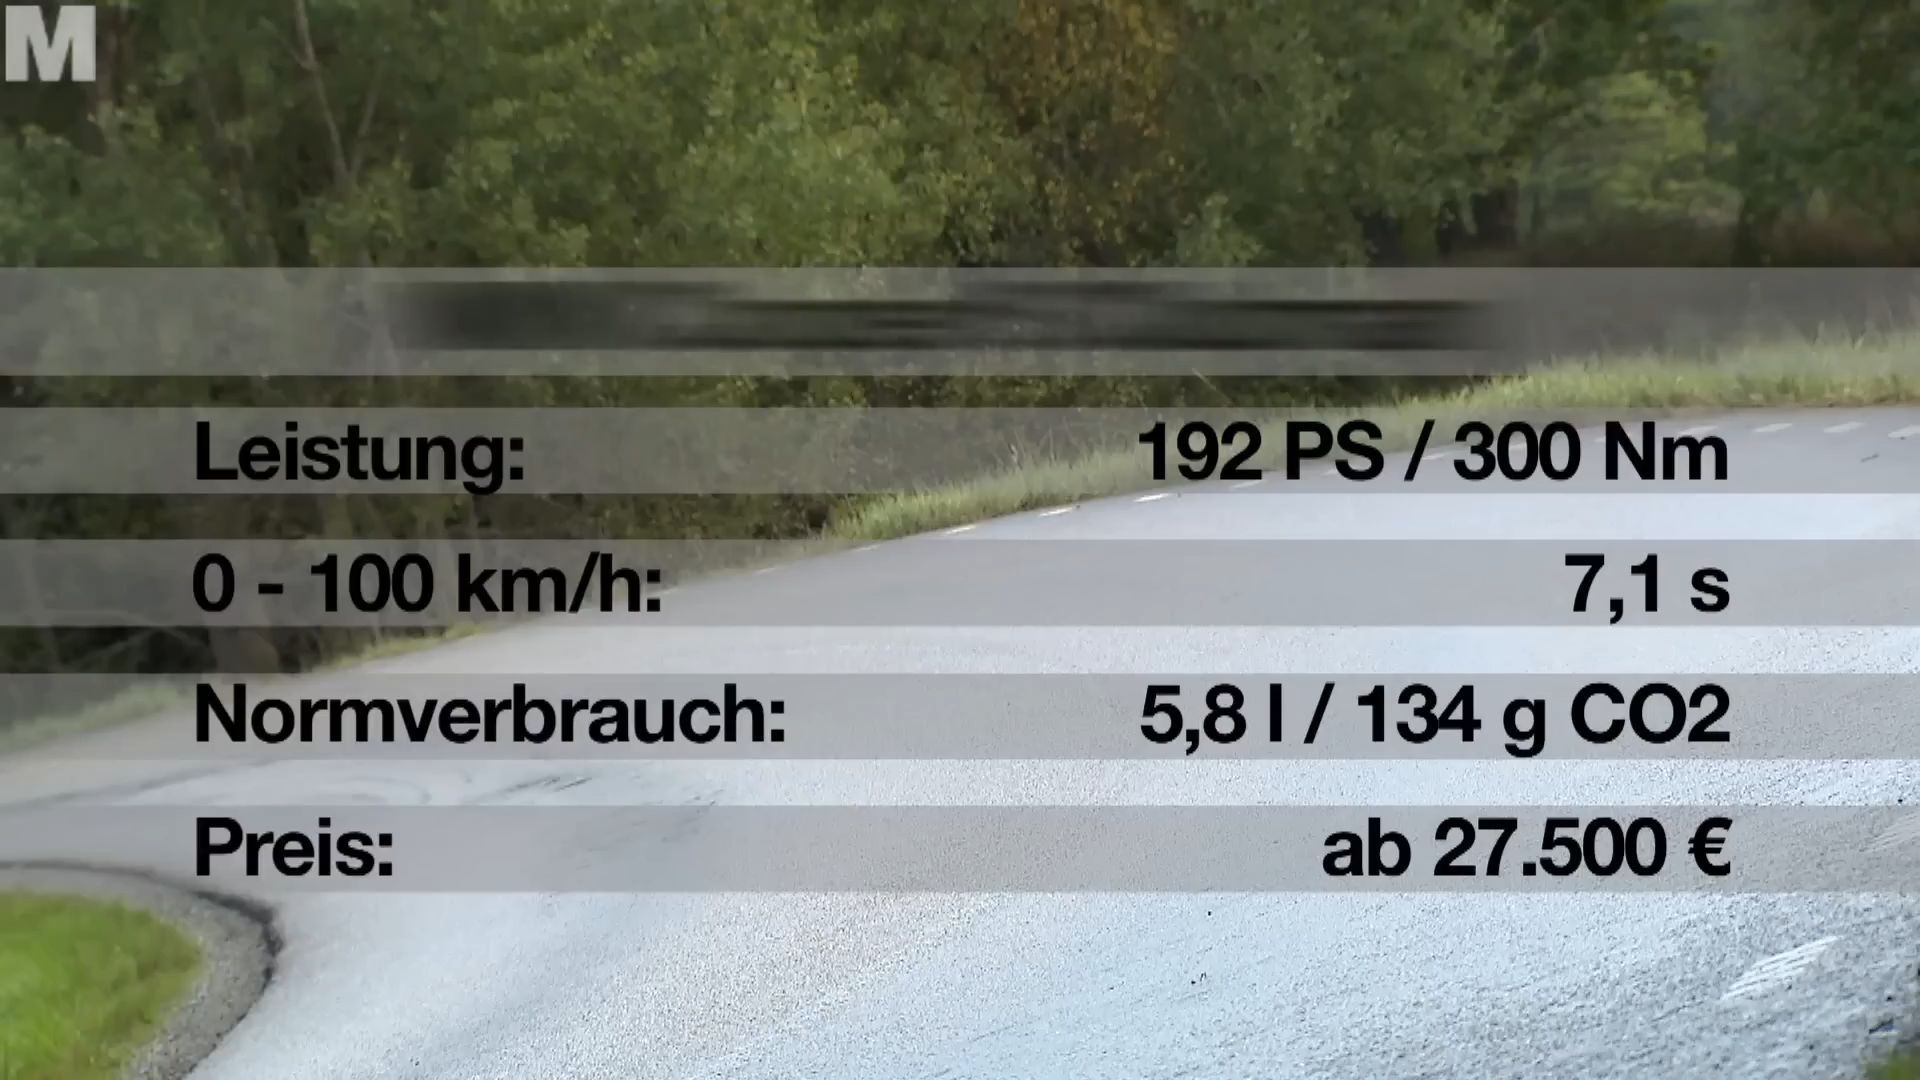 M
Leistung: 192 PS / 300 Nm
0 - 100 km/h: 7,1 s
Normverbrauch: 5,8 l / 134 g CO2
Preis: ab 27.500 €